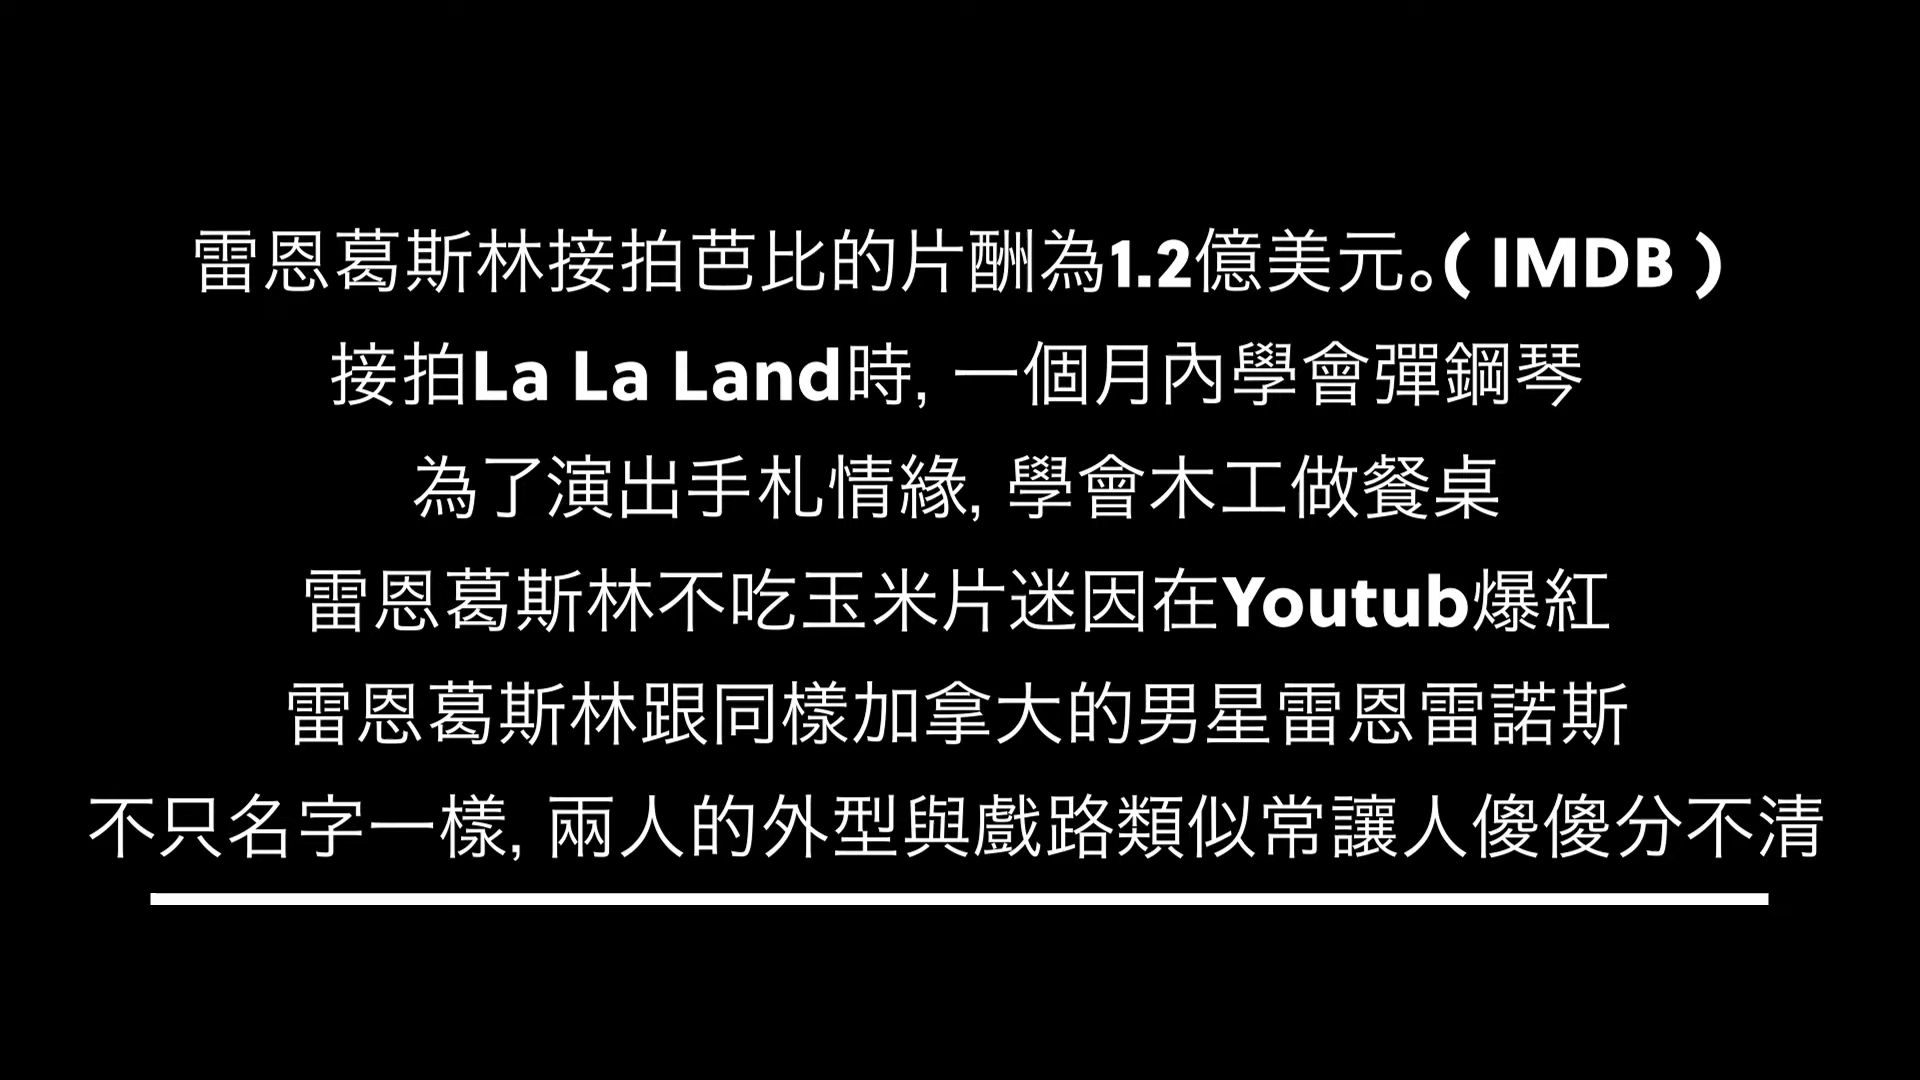 雷恩葛斯林接拍芭比的片酬為1.2億美元。( IMDB )
接拍La La Land時, 一個月內學會彈鋼琴
為了演出手札情緣, 學會木工做餐桌
雷恩葛斯林不吃玉米片迷因在Youtub爆紅
雷恩葛斯林跟同樣加拿大的男星雷恩雷諾斯
不只名字一樣, 兩人的外型與戲路類似常讓人傻傻分不清